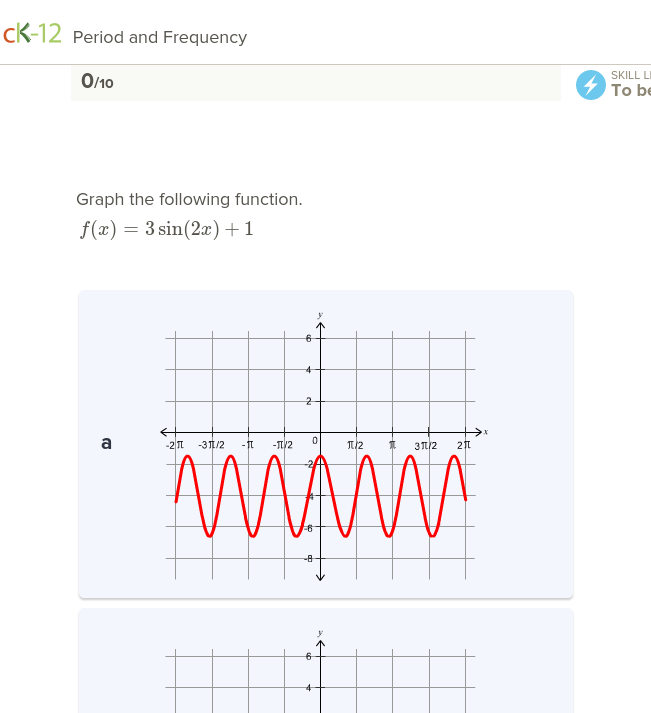 cK-12 Period and Frequency
0/10
SKILL L
To be
Graph the following function.
f(x) = 3 sin(2x) + 1
a
y
6
4
2
x
-2π -3π/2 -π -π/2 0 π/2 π 3π/2 2π
-2
-4
-6
-8
y
6
4